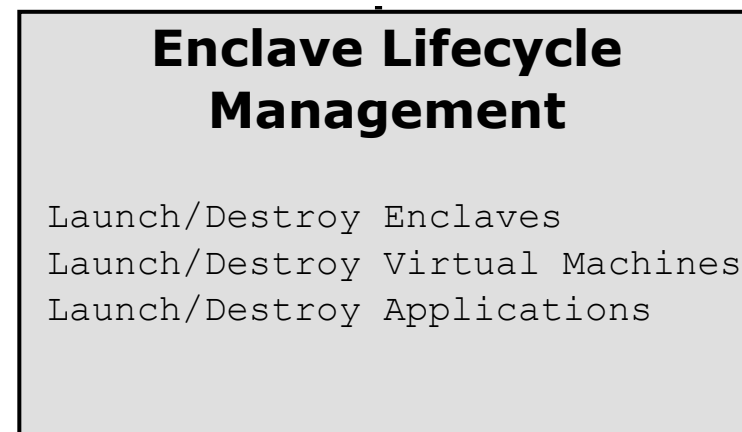 Enclave Lifecycle
Management
Launch/Destroy Enclaves
Launch/Destroy Virtual Machines
Launch/Destroy Applications